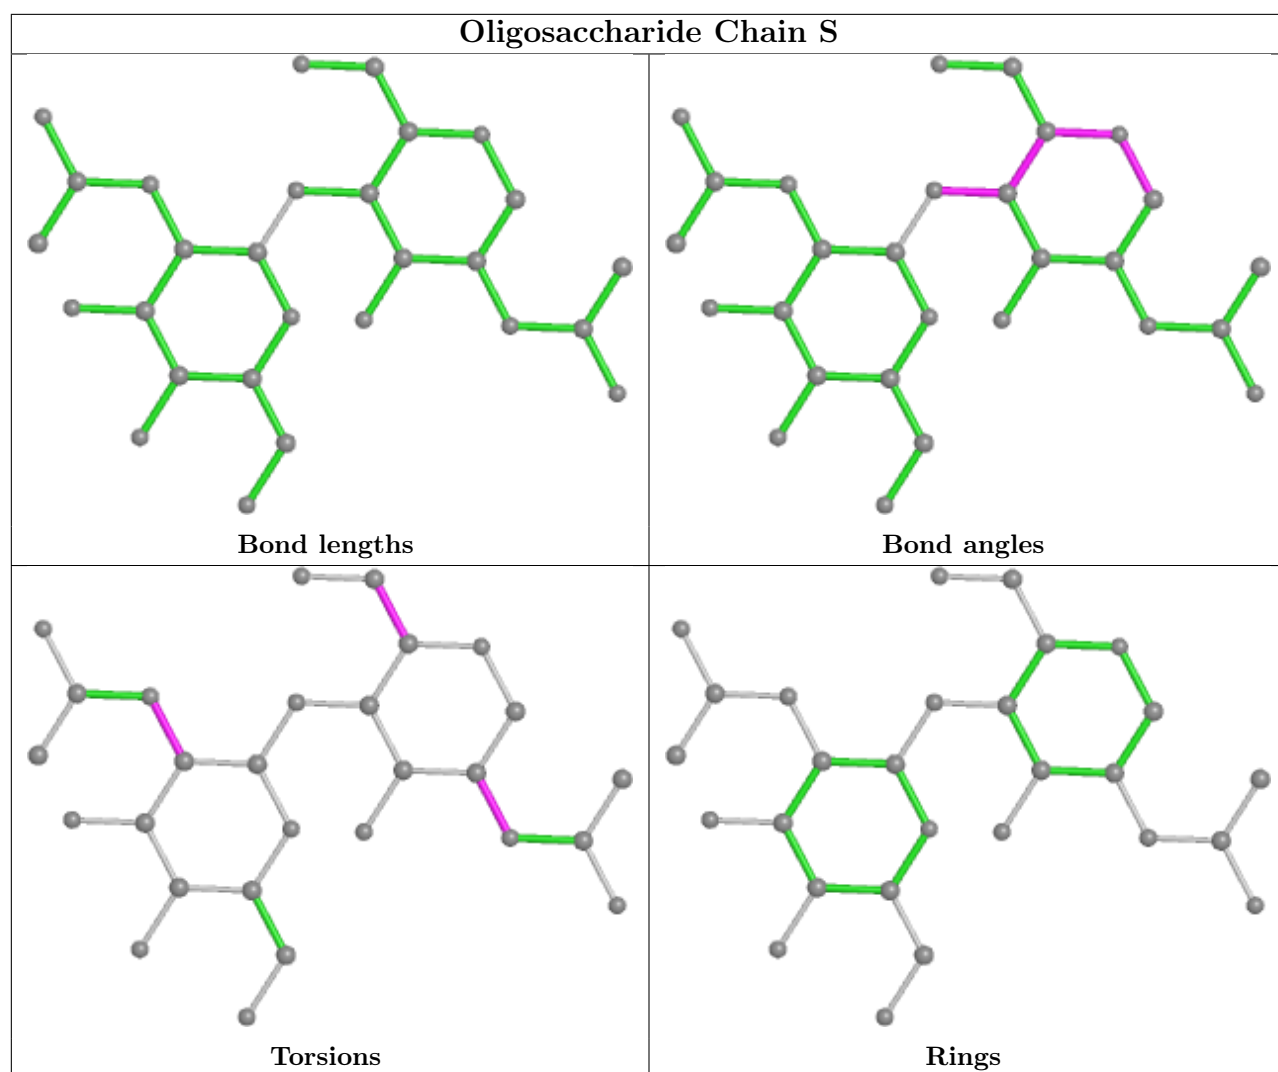 Oligosaccharide Chain S
Bond lengths
Bond angles
Torsions
Rings